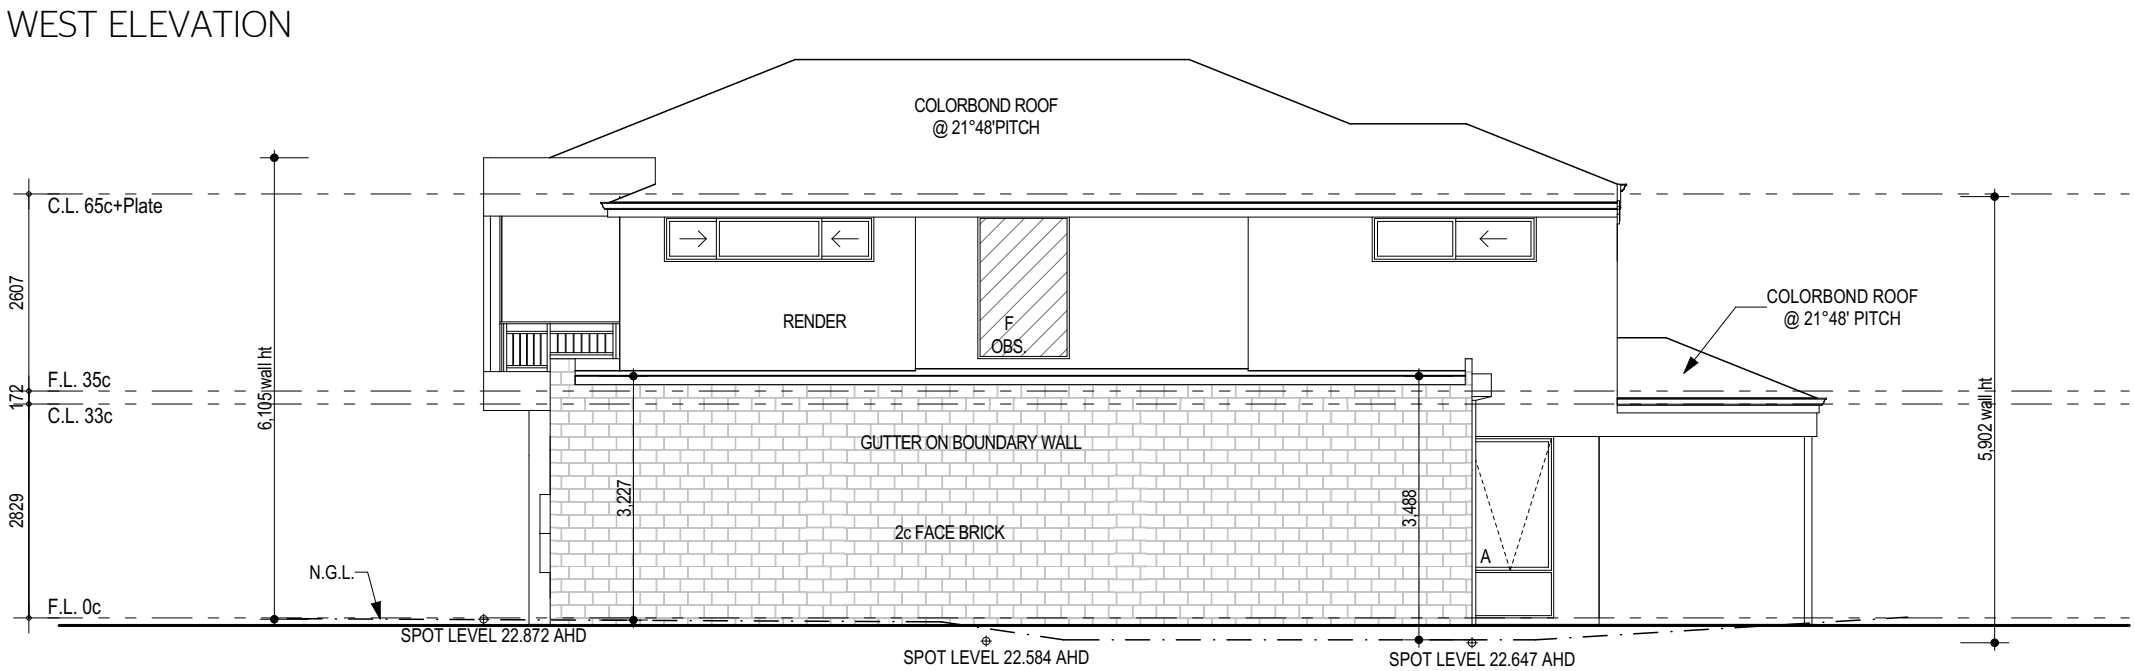 WEST ELEVATION
COLORBOND ROOF
@ 21°48'PITCH
C.L. 65c+Plate
2607
RENDER
F
OBS.
COLORBOND ROOF
@ 21°48' PITCH
6,105 wall ht
F.L. 35c
172
C.L. 33c
5,902 wall ht
GUTTER ON BOUNDARY WALL
2829
3,227
3,488
2c FACE BRICK
A
N.G.L.
F.L. 0c
SPOT LEVEL 22.872 AHD
SPOT LEVEL 22.584 AHD
SPOT LEVEL 22.647 AHD